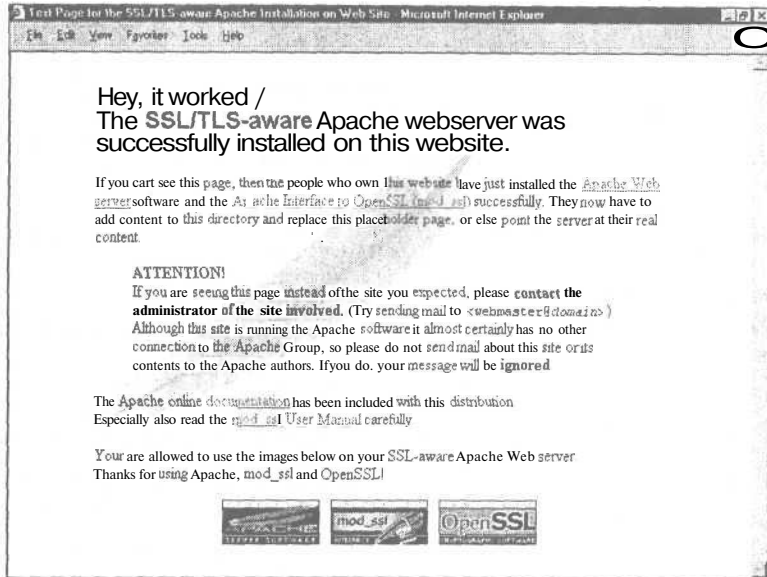 Test Page for the SSL/TLS-aware Apache Installation on Web Site - Microsoft Internet Explorer
File Edit View Favorites Tools Help
Hey, it worked /
The SSL/TLS-aware Apache webserver was
successfully installed on this website.
If you cart see this page, then the people who own this website have just installed the Apache Web
server software and the Apache Interface to OpenSSL (mod_ssl) successfully. They now have to
add content to this directory and replace this placeholder page, or else point the server at their real
content.
ATTENTION!
If you are seeing this page instead of the site you expected, please contact the
administrator of the site involved. (Try sending mail to <webmaster@domain>)
Although this site is running the Apache software it almost certainly has no other
connection to the Apache Group, so please do not send mail about this site or its
contents to the Apache authors. If you do. your message will be ignored
The Apache online documentation has been included with this distribution
Especially also read the mod_ssl User Manual carefully
Your are allowed to use the images below on your SSL-aware Apache Web server
Thanks for using Apache, mod_ssl and OpenSSL!
APACHE mod_ssl OpenSSL